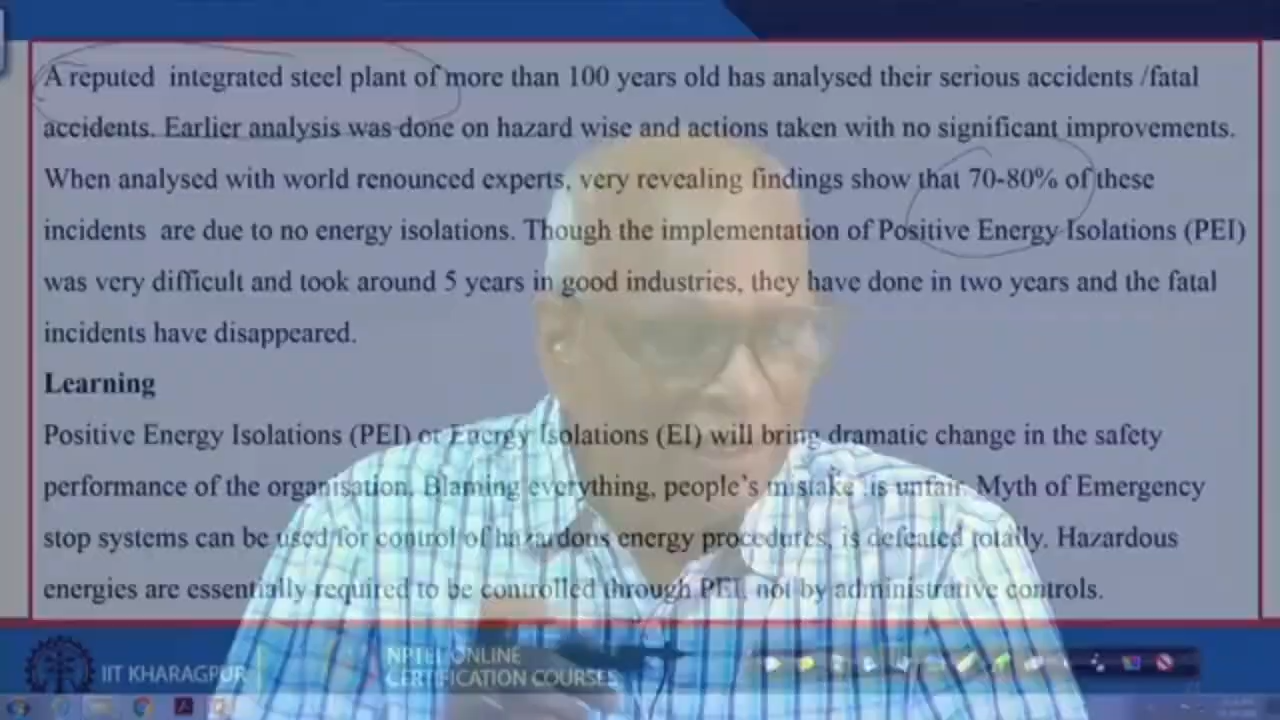 A reputed integrated steel plant of more than 100 years old has analysed their serious accidents /fatal
accidents. Earlier analysis was done on hazard wise and actions taken with no significant improvements.
When analysed with world renounced experts, very revealing findings show that 70-80% of these
incidents are due to no energy isolations. Though the implementation of Positive Energy Isolations (PEI)
was very difficult and took around 5 years in good industries, they have done in two years and the fatal
incidents have disappeared.
Learning
Positive Energy Isolations (PEI) or Energy Isolations (EI) will bring dramatic change in the safety
performance of the organisation. Blaming everything, people's mistake is unfair. Myth of Emergency
stop systems can be used for control of hazardous energy procedures, is defeated totally. Hazardous
energies are essentially required to be controlled through PEI, not by administrative controls.
IIT KHARAGPUR
NPTEL ONLINE
CERTIFICATION COURSES